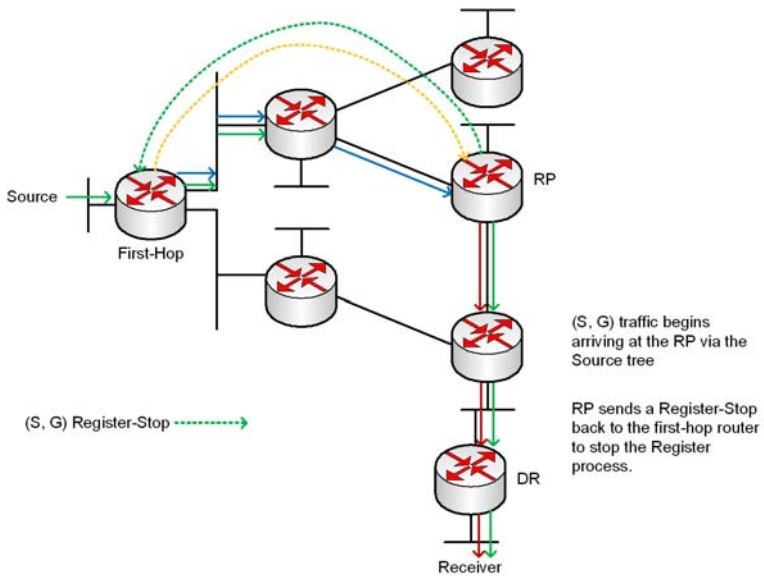 RP
Source
First-Hop
(S, G) traffic begins
arriving at the RP via the
Source tree
RP sends a Register-Stop
back to the first-hop router
to stop the Register
process.
(S, G) Register-Stop
DR
Receiver